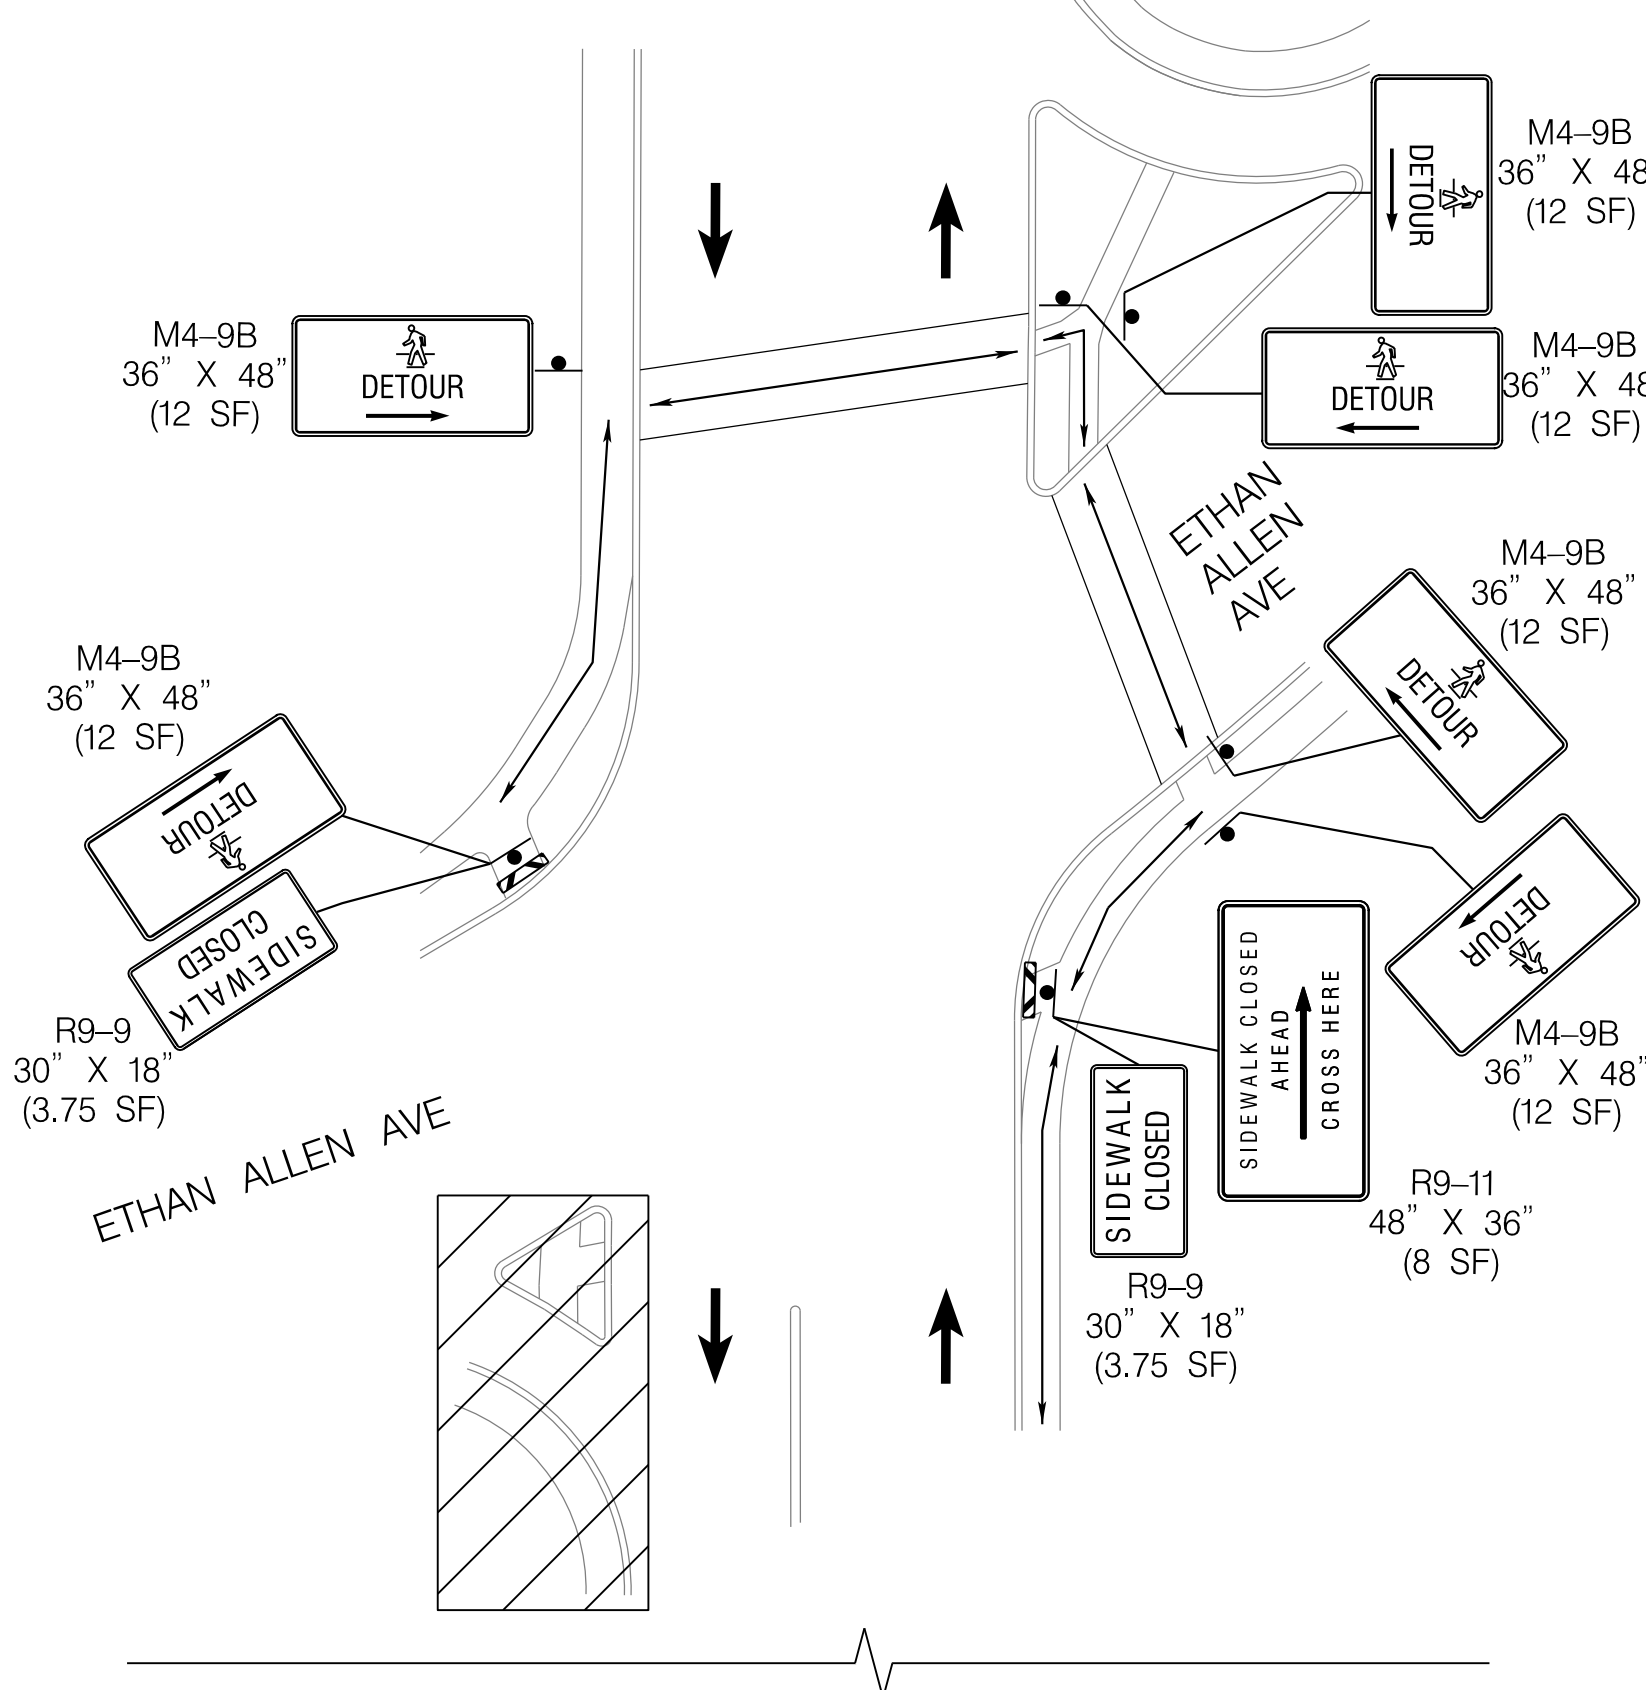 M4–9B
36” X 48
(12 SF)
DETOUR
M4–9B
36” X 48”
(12 SF)
DETOUR
M4–9B
36” X 48
(12 SF)
DETOUR
ETHAN
ALLEN
AVE
M4–9B
36” X 48”
(12 SF)
DETOUR
M4–9B
36” X 48”
(12 SF)
DETOUR
SIDEWALK
CLOSED
R9–9
30” X 18”
(3.75 SF)
DETOUR
M4–9B
36” X 48”
(12 SF)
SIDEWALK CLOSED
AHEAD
CROSS HERE
R9–11
48” X 36”
(8 SF)
SIDEWALK
CLOSED
R9–9
30” X 18”
(3.75 SF)
ETHAN ALLEN AVE